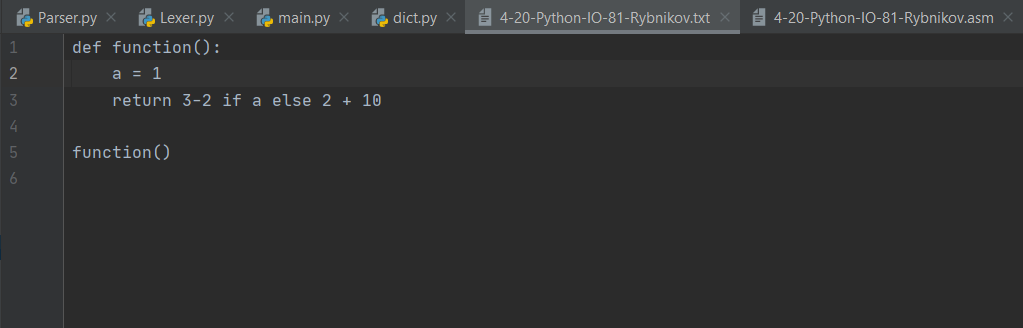 Parser.py Lexer.py main.py dict.py 4-20-Python-IO-81-Rybnikov.txt 4-20-Python-IO-81-Rybnikov.asm
1 def function():
2 a = 1
3 return 3-2 if a else 2 + 10
4
5 function()
6